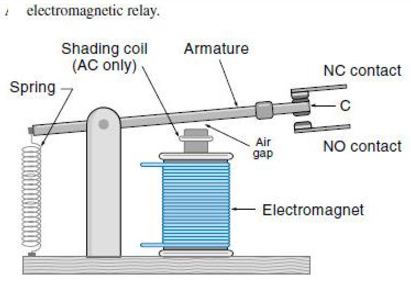 electromagnetic relay.
Shading coil
(AC only)
Armature
NC contact
Spring
C
Air
gap
NO contact
Electromagnet